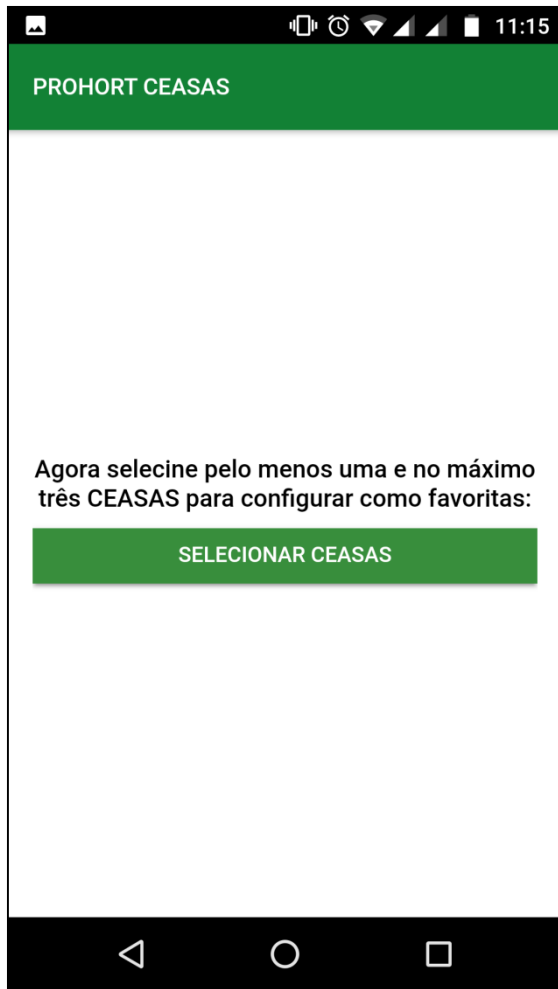 11:15
PROHORT CEASAS
Agora selecine pelo menos uma e no máximo
três CEASAS para configurar como favoritas:
SELECIONAR CEASAS